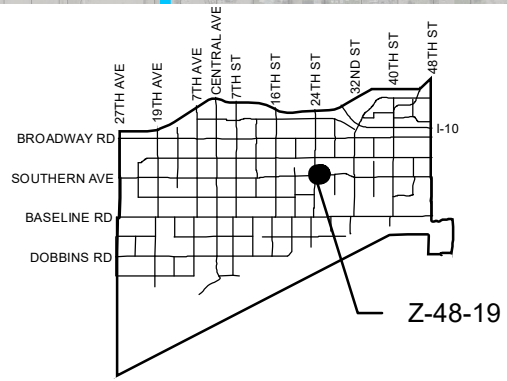 27TH AVE
19TH AVE
7TH AVE
CENTRAL AVE
7TH ST
16TH ST
24TH ST
32ND ST
40TH ST
48TH ST
I-10
BROADWAY RD
SOUTHERN AVE
BASELINE RD
DOBBINS RD
Z-48-19